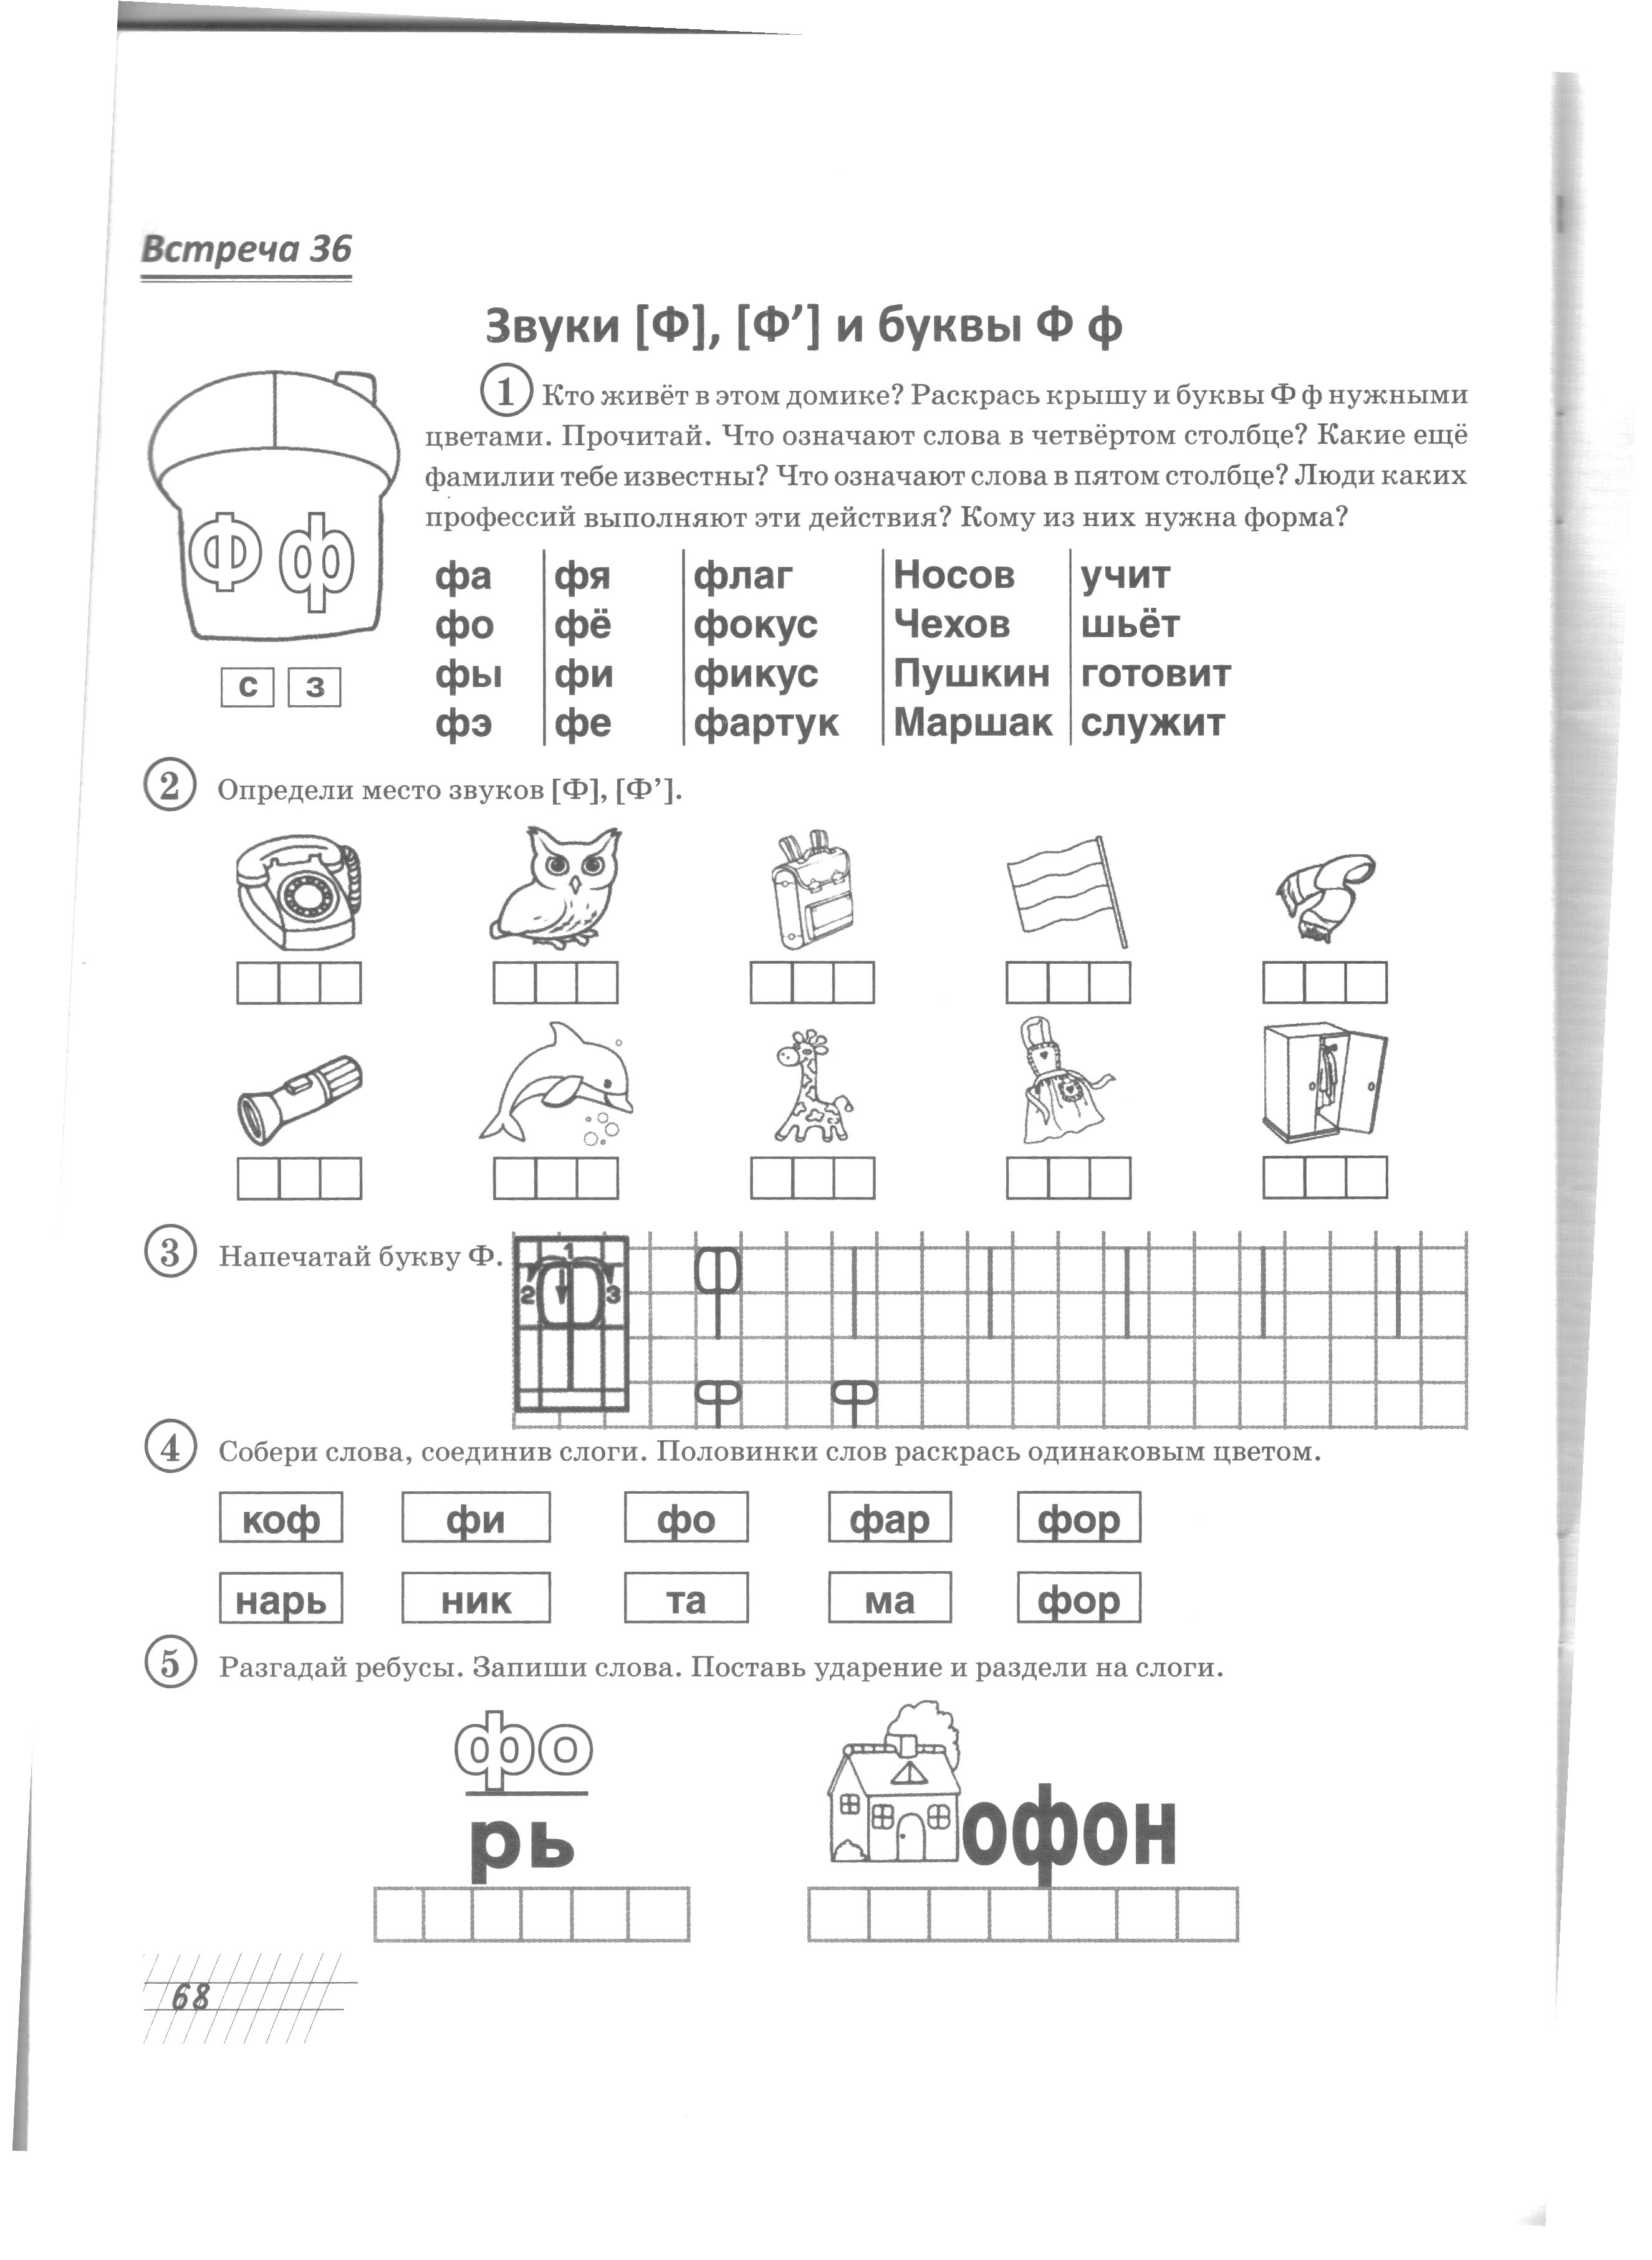 Встреча 36
Звуки [Ф], [Ф’] и буквы Ф ф
1 Кто живёт в этом домике? Раскрась крышу и буквы Ф ф нужными
цветами. Прочитай. Что означают слова в четвёртом столбце? Какие ещё
фамилии тебе известны? Что означают слова в пятом столбце? Люди каких
профессий выполняют эти действия? Кому из них нужна форма?
Ф ф
с з
фа фя флаг Носов учит
фо фё фокус Чехов шьёт
фы фи фикус Пушкин готовит
фэ фе фартук Маршак служит
2 Определи место звуков [Ф], [Ф’].
3 Напечатай букву Ф.
1
2 3
Ф
Ф Ф
4 Собери слова, соединив слоги. Половинки слов раскрась одинаковым цветом.
коф фи фо фар фор
нарь ник та ма фор
5 Разгадай ребусы. Запиши слова. Поставь ударение и раздели на слоги.
фо
рь
офон
68